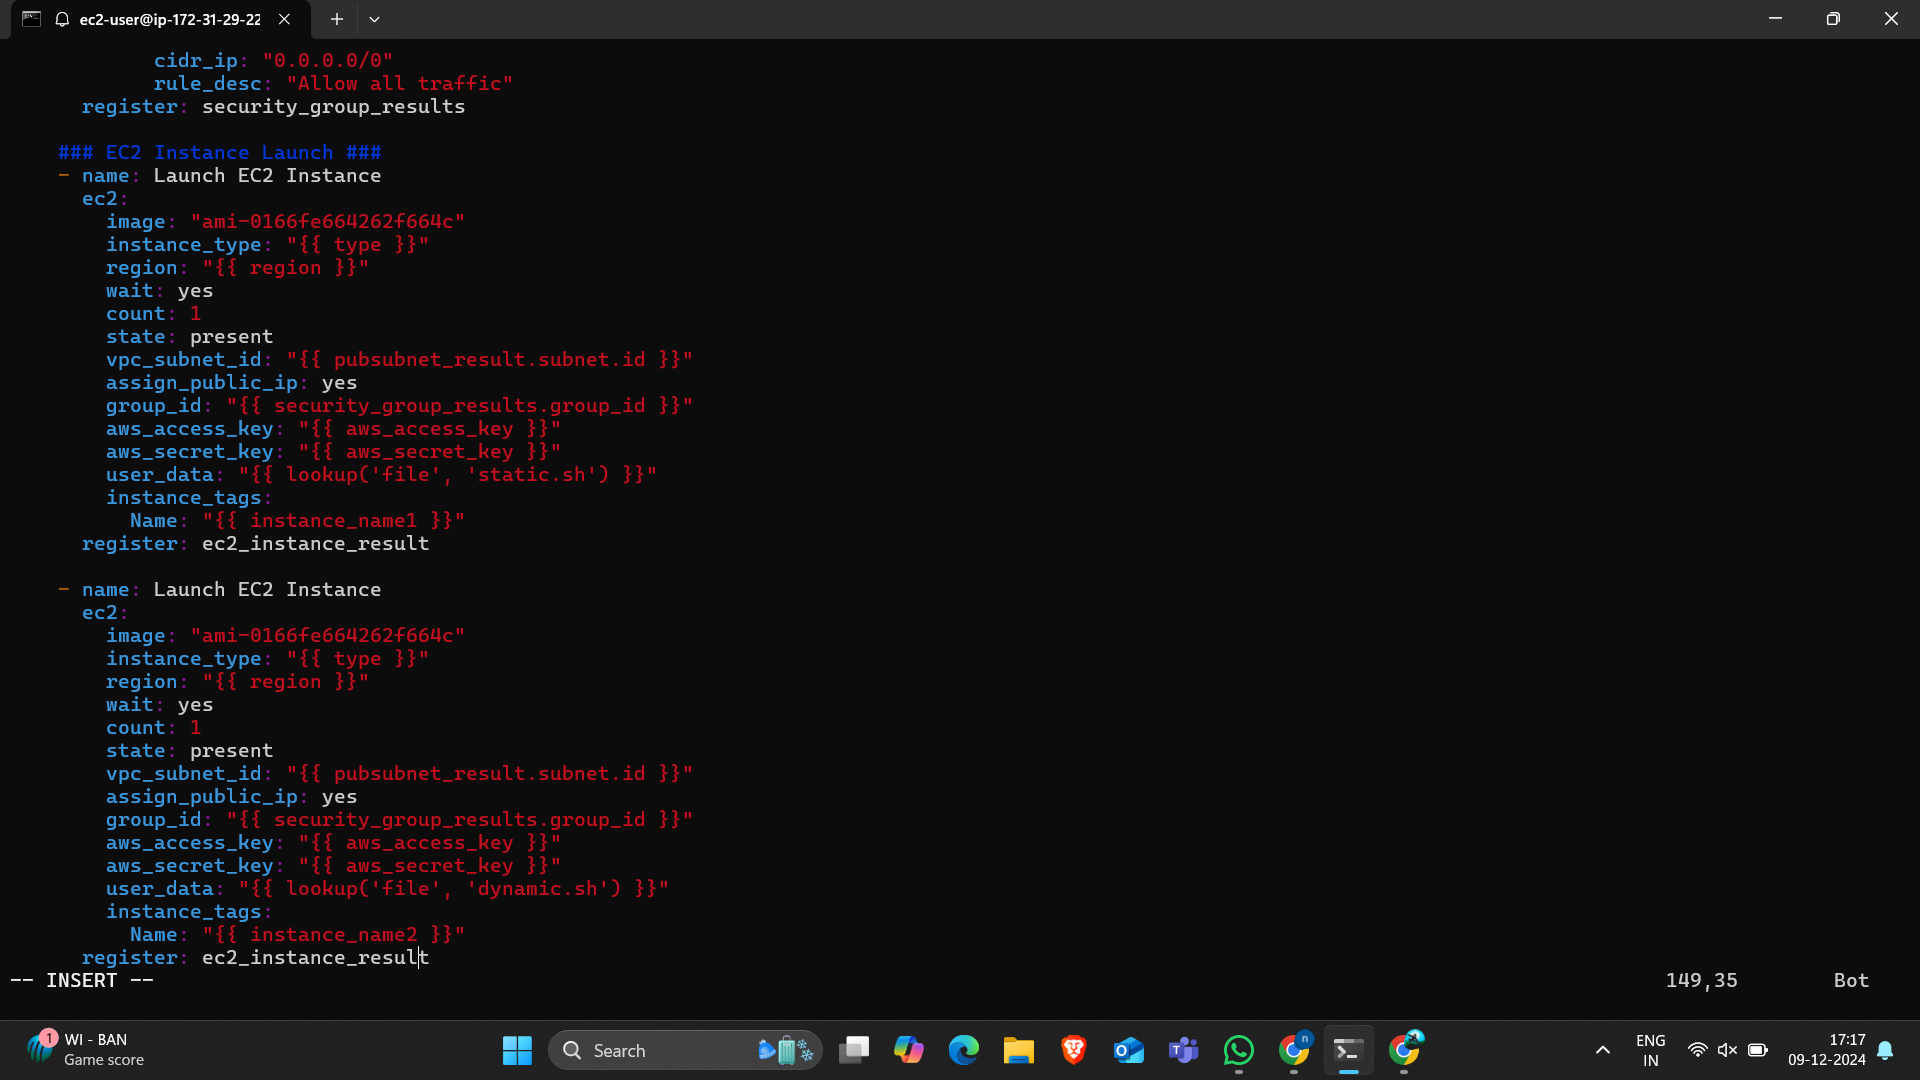 ec2-user@ip-172-31-29-22
cidr_ip: "0.0.0.0/0"
rule_desc: "Allow all traffic"
register: security_group_results
### EC2 Instance Launch ###
- name: Launch EC2 Instance
ec2:
image: "ami-0166fe664262f664c"
instance_type: "{{ type }}"
region: "{{ region }}"
wait: yes
count: 1
state: present
vpc_subnet_id: "{{ pubsubnet_result.subnet.id }}"
assign_public_ip: yes
group_id: "{{ security_group_results.group_id }}"
aws_access_key: "{{ aws_access_key }}"
aws_secret_key: "{{ aws_secret_key }}"
user_data: "{{ lookup('file', 'static.sh') }}"
instance_tags:
Name: "{{ instance_name1 }}"
register: ec2_instance_result
- name: Launch EC2 Instance
ec2:
image: "ami-0166fe664262f664c"
instance_type: "{{ type }}"
region: "{{ region }}"
wait: yes
count: 1
state: present
vpc_subnet_id: "{{ pubsubnet_result.subnet.id }}"
assign_public_ip: yes
group_id: "{{ security_group_results.group_id }}"
aws_access_key: "{{ aws_access_key }}"
aws_secret_key: "{{ aws_secret_key }}"
user_data: "{{ lookup('file', 'dynamic.sh') }}"
instance_tags:
Name: "{{ instance_name2 }}"
register: ec2_instance_result
-- INSERT -- 149,35 Bot
1
WI - BAN
Game score
Search
n
ENG
IN
17:17
09-12-2024